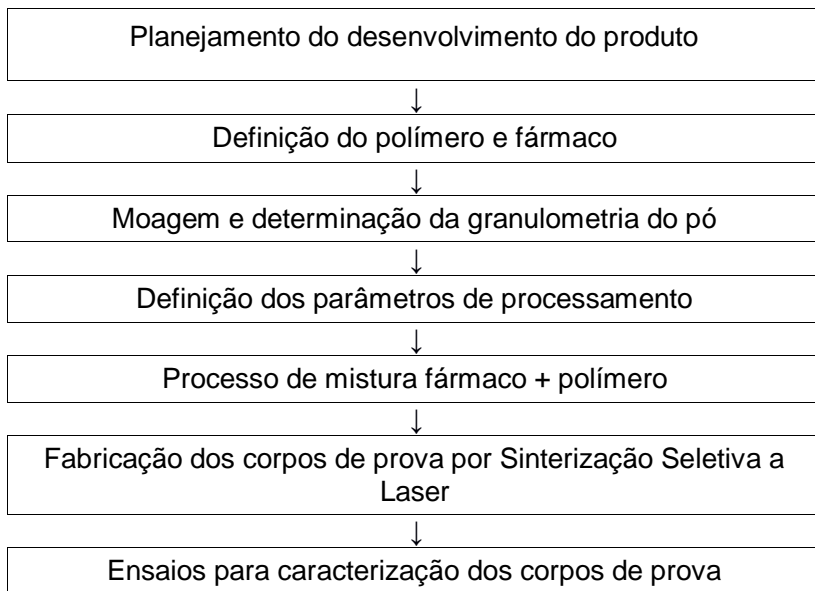 Planejamento do desenvolvimento do produto
↓
Definição do polímero e fármaco
↓
Moagem e determinação da granulometria do pó
↓
Definição dos parâmetros de processamento
↓
Processo de mistura fármaco + polímero
↓
Fabricação dos corpos de prova por Sinterização Seletiva a
Laser
↓
Ensaios para caracterização dos corpos de prova